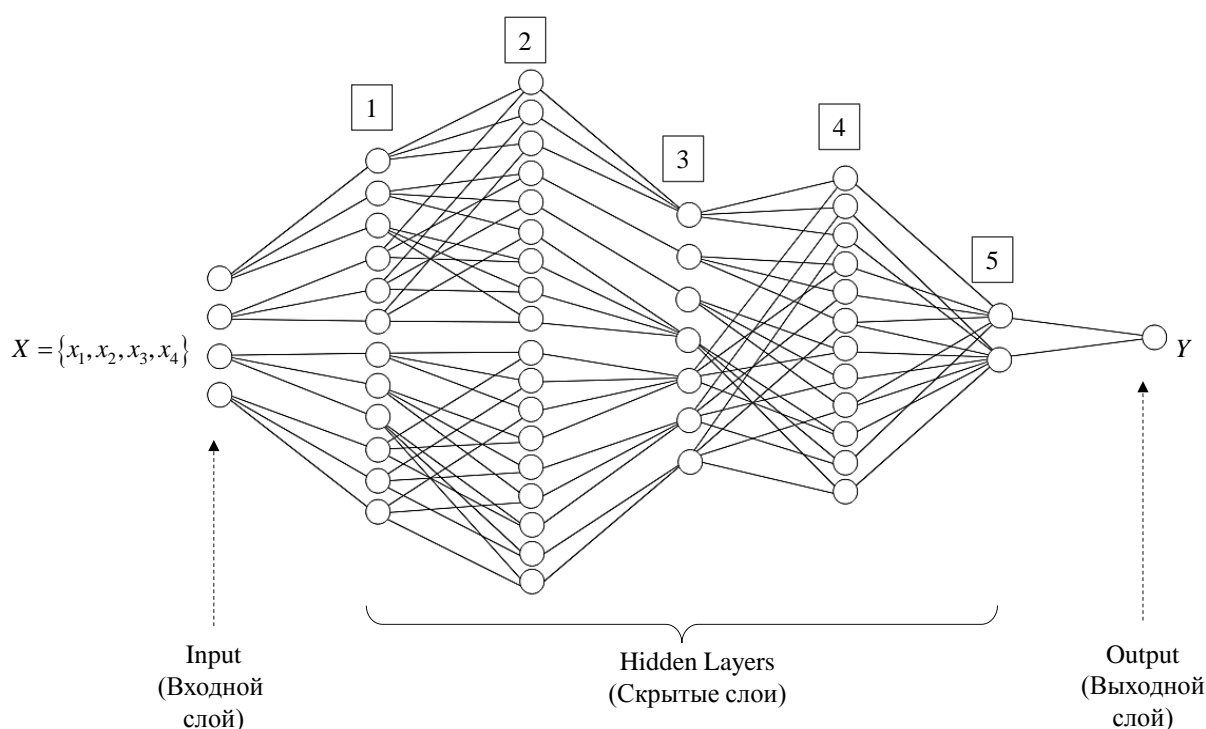 2
1
4
3
5
X = {x₁, x₂, x₃, x₄}
Y
Input
(Входной
слой)
Hidden Layers
(Скрытые слои)
Output
(Выходной
слой)